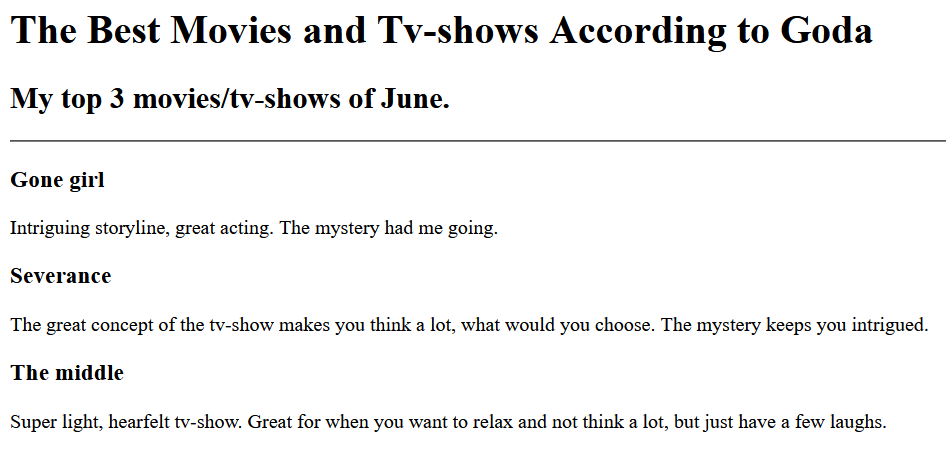 The Best Movies and Tv-shows According to Goda
My top 3 movies/tv-shows of June.
Gone girl
Intriguing storyline, great acting. The mystery had me going.
Severance
The great concept of the tv-show makes you think a lot, what would you choose. The mystery keeps you intrigued.
The middle
Super light, hearfelt tv-show. Great for when you want to relax and not think a lot, but just have a few laughs.